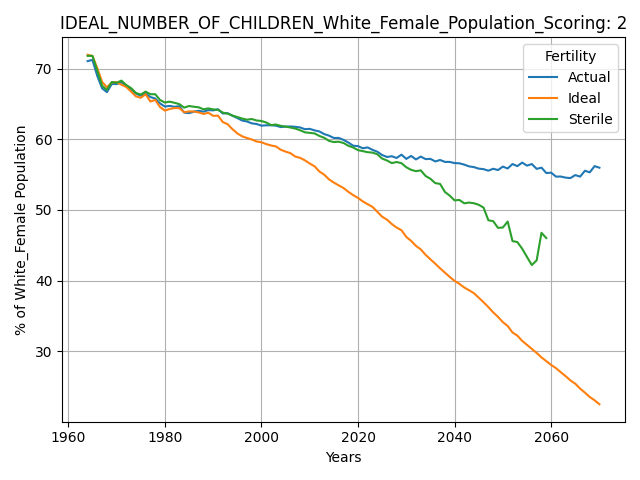 IDEAL_NUMBER_OF_CHILDREN_White_Female_Population_Scoring: 2
Fertility
Actual
Ideal
Sterile
% of White_Female Population
70
60
50
40
30
1960
1980
2000
2020
2040
2060
Years